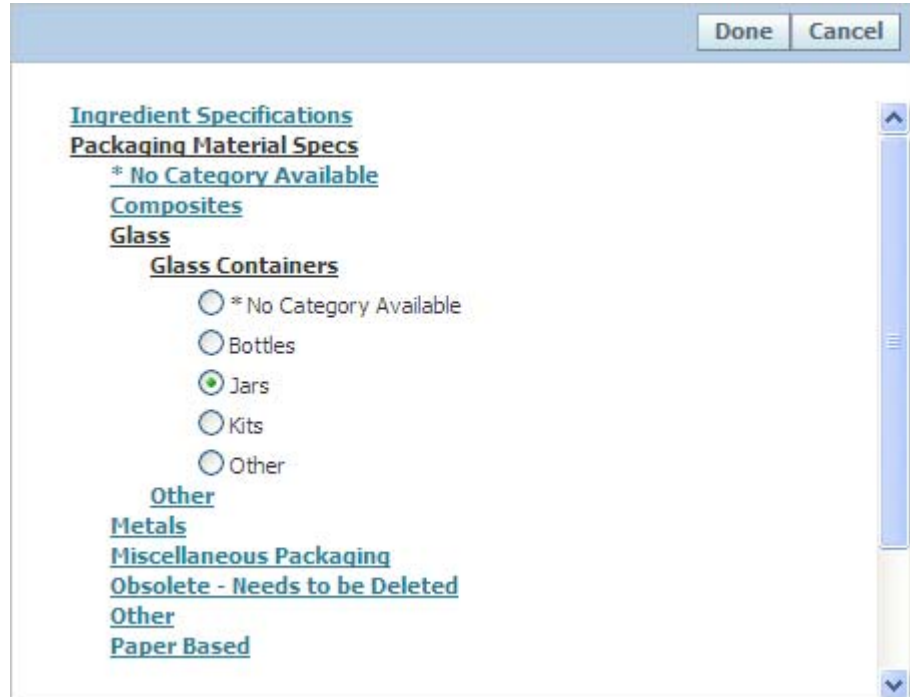 Done Cancel
Ingredient Specifications
Packaging Material Specs
* No Category Available
Composites
Glass
Glass Containers
* No Category Available
Bottles
Jars
Kits
Other
Other
Metals
Miscellaneous Packaging
Obsolete - Needs to be Deleted
Other
Paper Based